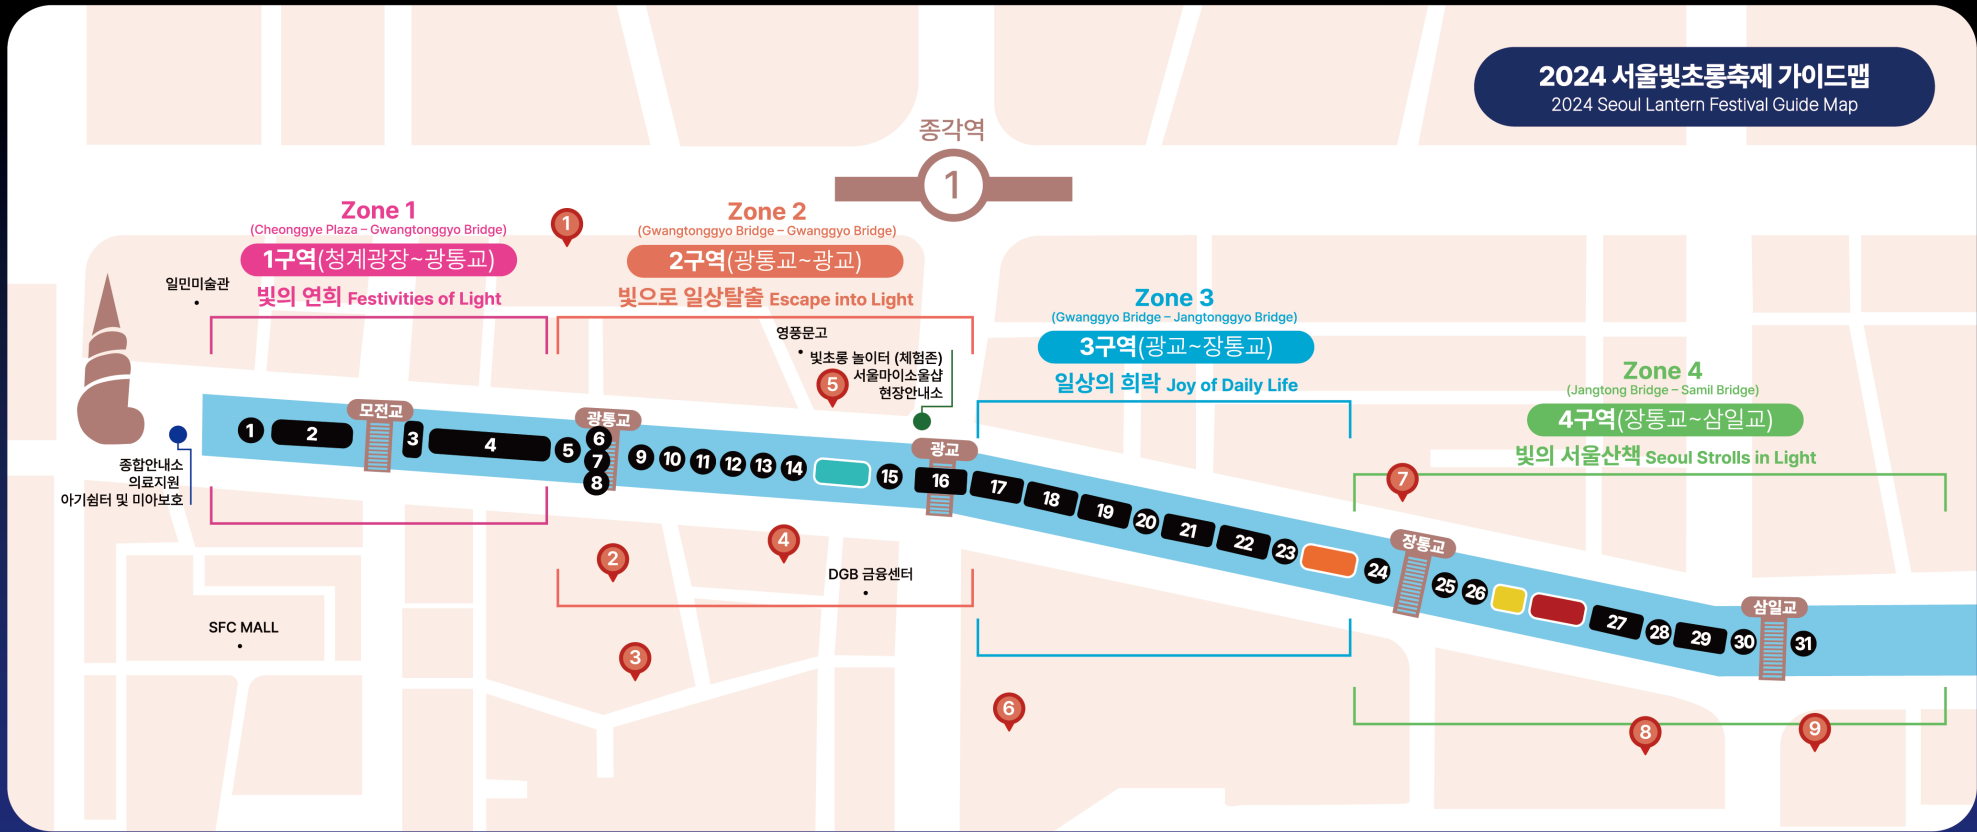 2024 서울빛초롱축제 가이드맵
2024 Seoul Lantern Festival Guide Map
종각역
1
Zone 1
(Cheonggye Plaza – Gwangtonggyo Bridge)
1구역(청계광장~광통교)
빛의 연희 Festivities of Light
1
Zone 2
(Gwangtonggyo Bridge – Gwanggyo Bridge)
2구역(광통교~광교)
빛으로 일상탈출 Escape into Light
Zone 3
(Gwanggyo Bridge – Jangtonggyo Bridge)
3구역(광교~장통교)
일상의 희락 Joy of Daily Life
Zone 4
(Jangtong Bridge – Samil Bridge)
4구역(장통교~삼일교)
빛의 서울산책 Seoul Strolls in Light
일민미술관
영풍문고
빛초롱 놀이터 (체험존)
서울마이소울샵
현장안내소
5
7
모전교
광통교
광교
장통교
삼일교
1
2
3
4
5
6
7
8
9
10
11
12
13
14
15
16
17
18
19
20
21
22
23
24
25
26
27
28
29
30
31
종합안내소
의료지원
아기쉼터 및 미아보호
2
4
DGB 금융센터
SFC MALL
3
6
8
9